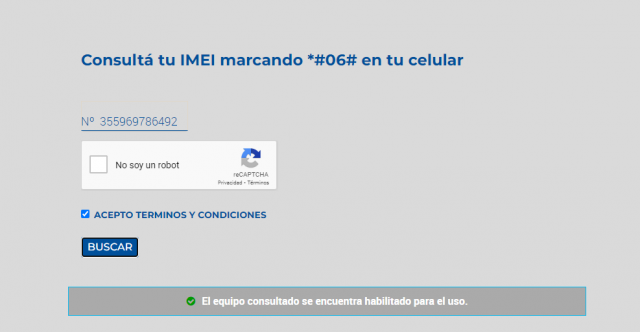 Consultá tu IMEI marcando *#06# en tu celular
Nº 355969786492
No soy un robot
reCAPTCHA
Privacidad - Términos
ACEPTO TERMINOS Y CONDICIONES
BUSCAR
El equipo consultado se encuentra habilitado para el uso.